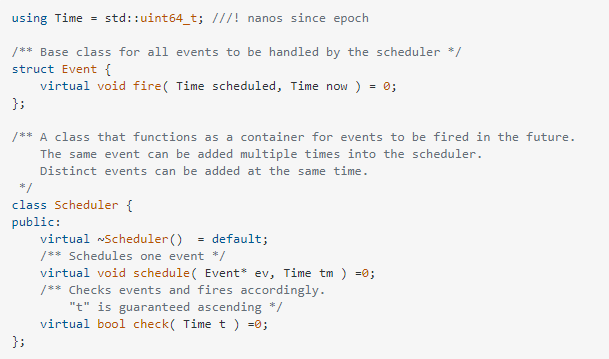 using Time = std::uint64_t; ///! nanos since epoch
/** Base class for all events to be handled by the scheduler */
struct Event {
    virtual void fire( Time scheduled, Time now ) = 0;
};
/** A class that functions as a container for events to be fired in the future.
    The same event can be added multiple times into the scheduler.
    Distinct events can be added at the same time.
 */
class Scheduler {
public:
    virtual ~Scheduler()  = default;
    /** Schedules one event */
    virtual void schedule( Event* ev, Time tm ) =0;
    /** Checks events and fires accordingly.
        "t" is guaranteed ascending */
    virtual bool check( Time t ) =0;
};